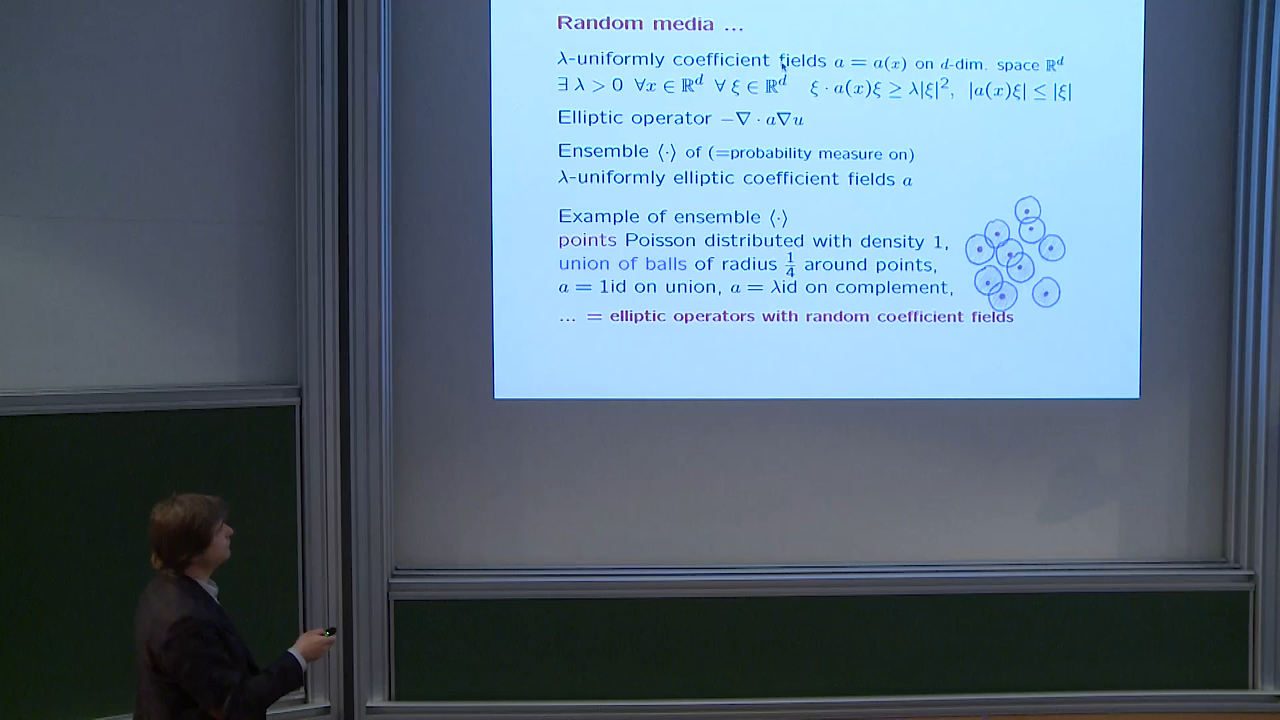 Random media ...
λ-uniformly coefficient fields a = a(x) on d-dim. space ℝ^d
∃ λ > 0 ∀x ∈ ℝ^d ∀ ξ ∈ ℝ^d ξ · a(x)ξ ≥ λ|ξ|², |a(x)ξ| ≤ |ξ|
Elliptic operator −∇ · a∇u
Ensemble ⟨·⟩ of (=probability measure on)
λ-uniformly elliptic coefficient fields a
Example of ensemble ⟨·⟩
points Poisson distributed with density 1,
union of balls of radius 1/4 around points,
a = 1id on union, a = λid on complement,
... = elliptic operators with random coefficient fields